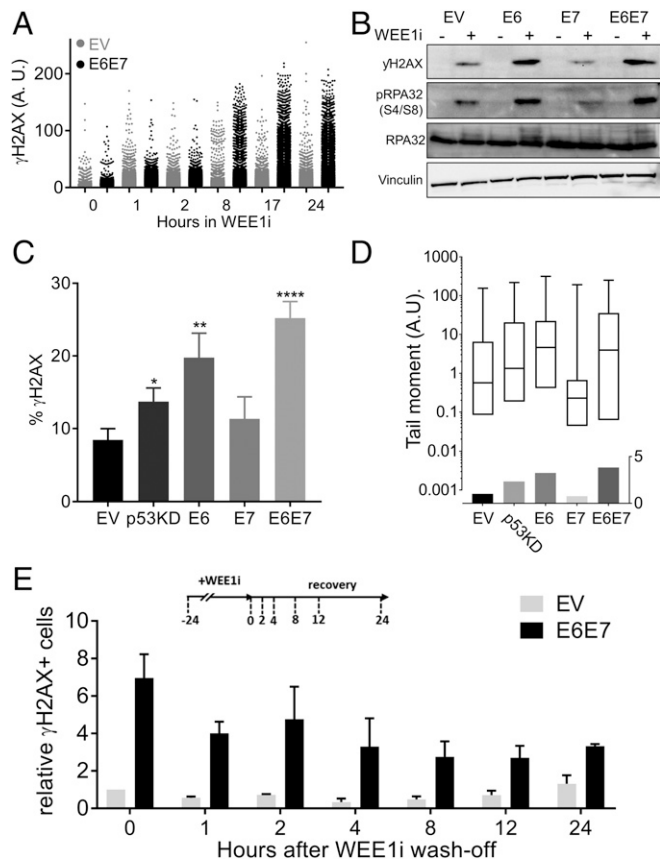 A
EV
E6E7
γH2AX (A. U.)
200
100
50
0
0 1 2 8 17 24
Hours in WEE1i
B
EV E6 E7 E6E7
WEE1i - + - + - + - +
yH2AX
pRPA32
(S4/S8)
RPA32
Vinculin
C
% γH2AX
30
20
10
0
* ** ****
EV p53KD E6 E7 E6E7
D
Tail moment (A.U).
1000
100
10
1
0.1
0.01
0.001
5
0
EV p53KD E6 E7 E6E7
E
+WEE1i recovery
-24 0 2 4 8 12 24
EV
E6E7
relative γH2AX+ cells
10
8
6
4
2
0
0 1 2 4 8 12 24
Hours after WEE1i wash-off